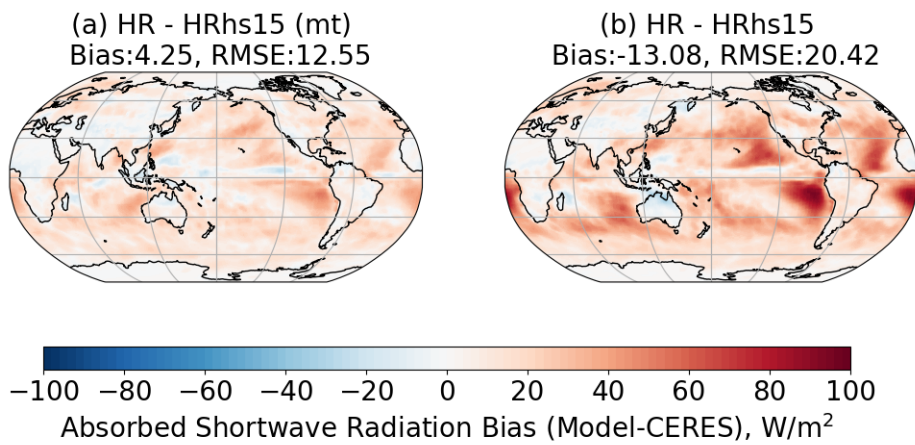 (a) HR - HRhs15 (mt)
Bias:4.25, RMSE:12.55
(b) HR - HRhs15
Bias:-13.08, RMSE:20.42
−100 −80 −60 −40 −20 0 20 40 60 80 100
Absorbed Shortwave Radiation Bias (Model-CERES), W/m²